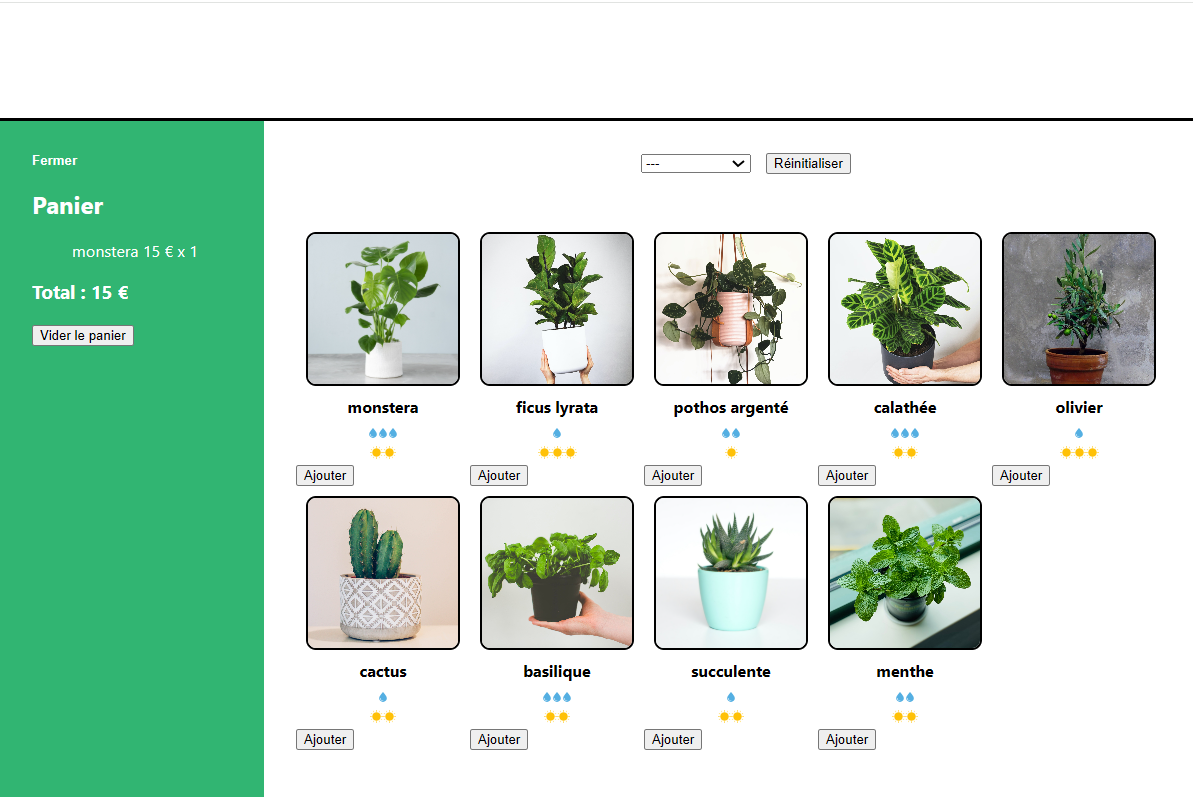 Fermer
Panier
monstera 15 € x 1
Total : 15 €
Vider le panier
---
Réinitialiser
monstera
ficus lyrata
pothos argenté
calathée
olivier
Ajouter
Ajouter
Ajouter
Ajouter
Ajouter
cactus
basilique
succulente
menthe
Ajouter
Ajouter
Ajouter
Ajouter